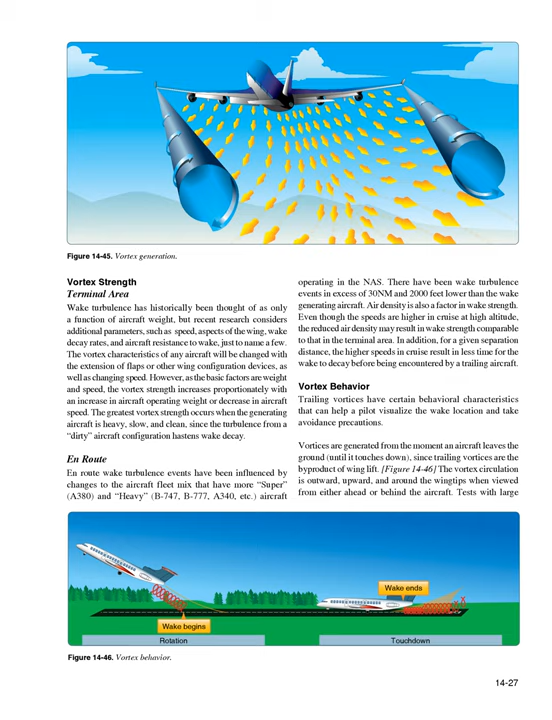 Figure 14-45. Vortex generation.
Vortex Strength
Terminal Area
Wake turbulence has historically been thought of as only
a function of aircraft weight, but recent research considers
additional parameters, such as speed, aspects of the wing, wake
decay rates, and aircraft resistance to wake, just to name a few.
The vortex characteristics of any aircraft will be changed with
the extension of flaps or other wing configuration devices, as
well as changing speed. However, as the basic factors are weight
and speed, the vortex strength increases proportionately with
an increase in aircraft operating weight or decrease in aircraft
speed. The greatest vortex strength occurs when the generating
aircraft is heavy, slow, and clean, since the turbulence from a
“dirty” aircraft configuration hastens wake decay.
En Route
En route wake turbulence events have been influenced by
changes to the aircraft fleet mix that have more “Super”
(A380) and “Heavy” (B-747, B-777, A340, etc.) aircraft
operating in the NAS. There have been wake turbulence
events in excess of 30NM and 2000 feet lower than the wake
generating aircraft. Air density is also a factor in wake strength.
Even though the speeds are higher in cruise at high altitude,
the reduced air density may result in wake strength comparable
to that in the terminal area. In addition, for a given separation
distance, the higher speeds in cruise result in less time for the
wake to decay before being encountered by a trailing aircraft.
Vortex Behavior
Trailing vortices have certain behavioral characteristics
that can help a pilot visualize the wake location and take
avoidance precautions.
Vortices are generated from the moment an aircraft leaves the
ground (until it touches down), since trailing vortices are the
byproduct of wing lift. [Figure 14-46] The vortex circulation
is outward, upward, and around the wingtips when viewed
from either ahead or behind the aircraft. Tests with large
Wake ends
Wake begins
Rotation
Touchdown
Figure 14-46. Vortex behavior.
14-27